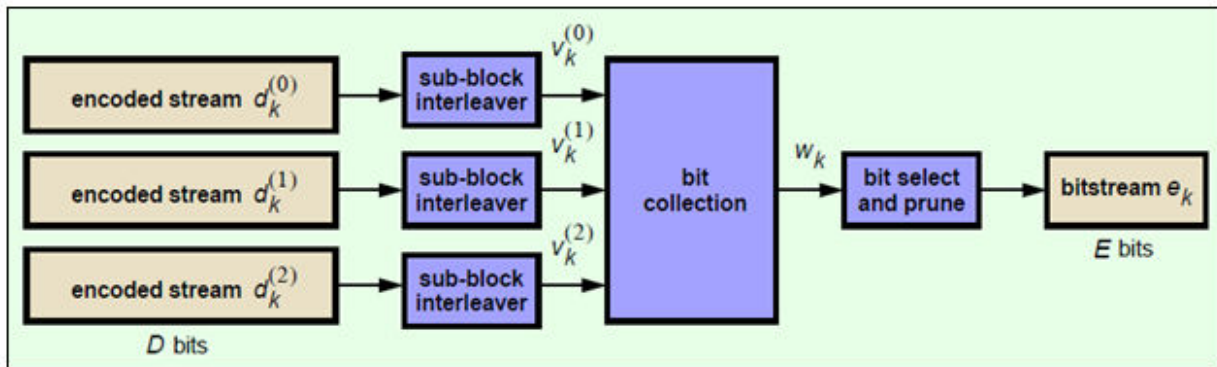 encoded stream d_k^(0)
sub-block
interleaver
v_k^(0)
encoded stream d_k^(1)
sub-block
interleaver
v_k^(1)
encoded stream d_k^(2)
sub-block
interleaver
v_k^(2)
D bits
bit
collection
w_k
bit select
and prune
bitstream e_k
E bits